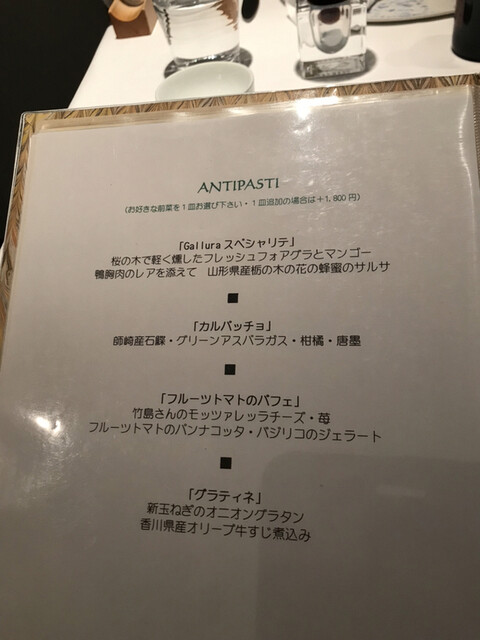 ANTIPASTI
(お好きな前菜を1皿お選び下さい・1皿追加の場合は+1,800円)
「Gallura スペシャリテ」
桜の木で軽く燻したフレッシュフォアグラとマンゴー
鴨胸肉のレアを添えて 山形県産栃の木の花の蜂蜜のサルサ
■
「カルパッチョ」
師崎産石鰈・グリーンアスパラガス・柑橘・唐墨
■
「フルーツトマトのパフェ」
竹島さんのモッツァレッラチーズ・苺
フルーツトマトのパンナコッタ・バジリコのジェラート
■
「グラティネ」
新玉ねぎのオニオングラタン
香川県産オリーブ牛すじ煮込み